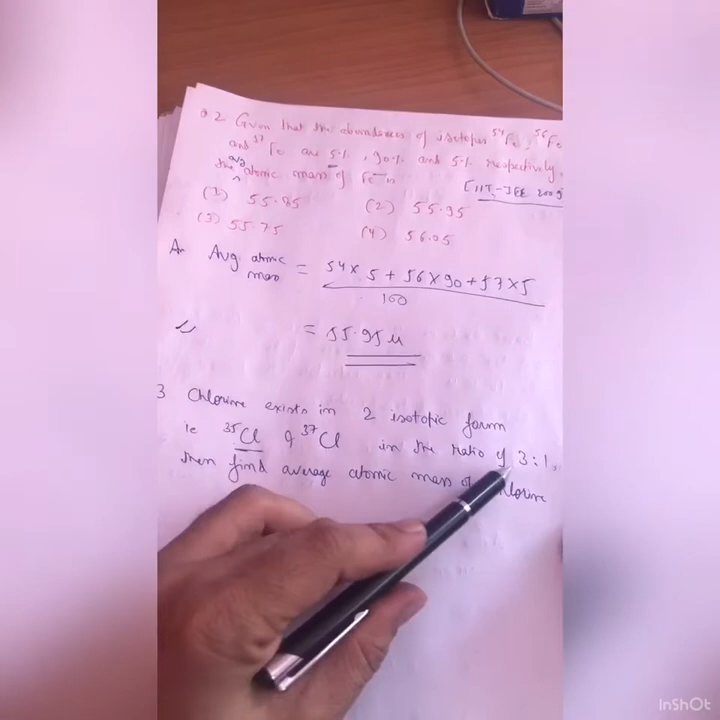 Q.2 Given that the abundances of isotopes ⁵⁴Fe, ⁵⁶Fe
and ⁵⁷Fe are 5%, 90% and 5% respectively.
the avg atomic mass of Fe is
[IIT-JEE 2009
(1) 55.85 (2) 55.95
(3) 55.75 (4) 56.05
An Avg atomic mass = 54 × 5 + 56 × 90 + 57 × 5
100
= 55.95 u
3 Chlorine exists in 2 isotopic form
ie ³⁵Cl & ³⁷Cl in the ratio of 3:1,
then find average atomic mass of hlorine
InShOt